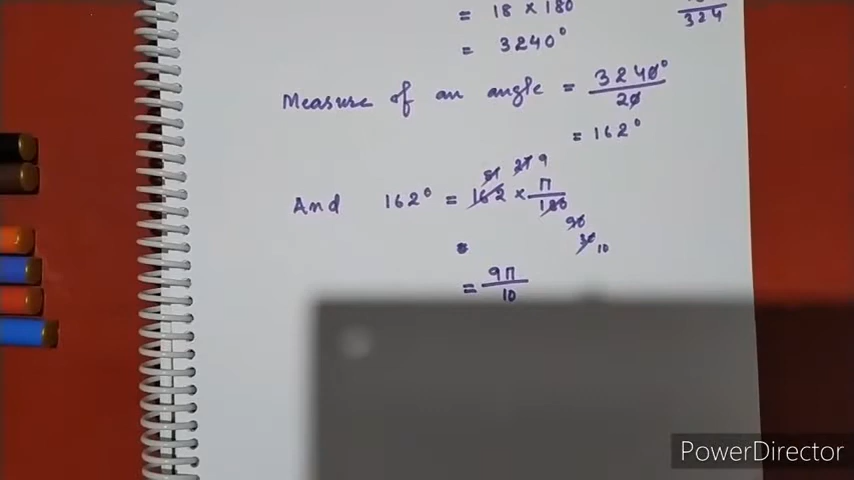 = 18 × 180
324
= 3240°
Measure of an angle = 3240°/20
= 162°
81 27 9
And 162° = 162 × π/180
90
30 10
= 9π/10
PowerDirector